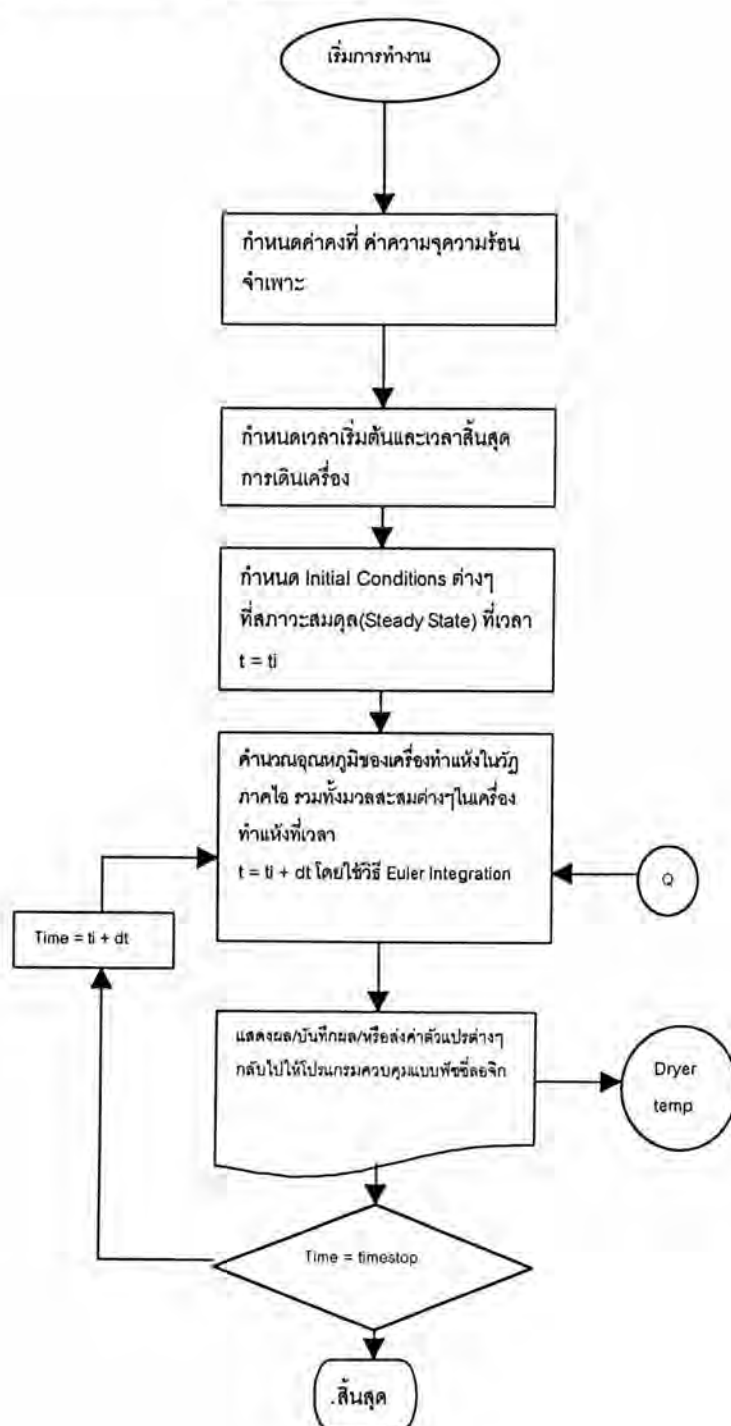 เริ่มการทำงาน
กำหนดค่าคงที่ ค่าความจุความร้อน
จำเพาะ
กำหนดเวลาเริ่มต้นและเวลาสิ้นสุด
การเดินเครื่อง
กำหนด Initial Conditions ต่างๆ
ที่สภาวะสมดุล(Steady State) ที่เวลา
t = ti
คำนวณอุณหภูมิของเครื่องทำแห้งในวัฏ
ภาคไอ รวมทั้งมวลสะสมต่างๆในเครื่อง
ทำแห้งที่เวลา
t = ti + dt โดยใช้วิธี Euler Integration
Q
Time = ti + dt
แสดงผล/บันทึกผล/หรือส่งค่าตัวแปรต่างๆ
กลับไปให้โปรแกรมควบคุมแบบฟัซซี่ลอจิก
Dryer
temp
Time = timestop
.สิ้นสุด